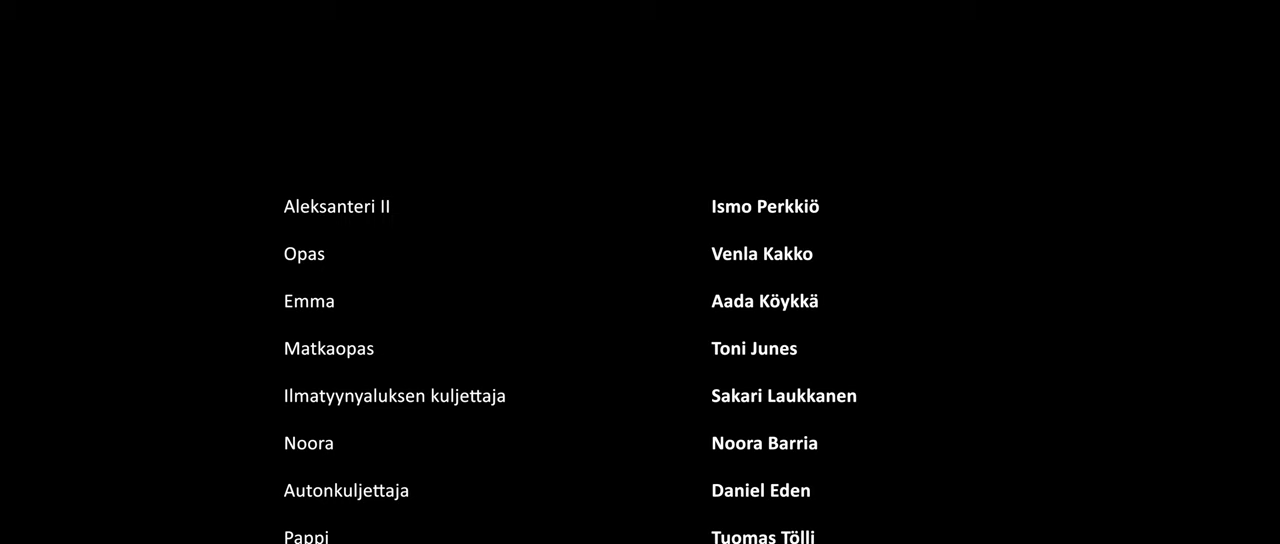 Aleksanteri II Ismo Perkkiö
Opas Venla Kakko
Emma Aada Köykkä
Matkaopas Toni Junes
Ilmatyynyaluksen kuljettaja Sakari Laukkanen
Noora Noora Barria
Autonkuljettaja Daniel Eden
Pappi Tuomas Tölli